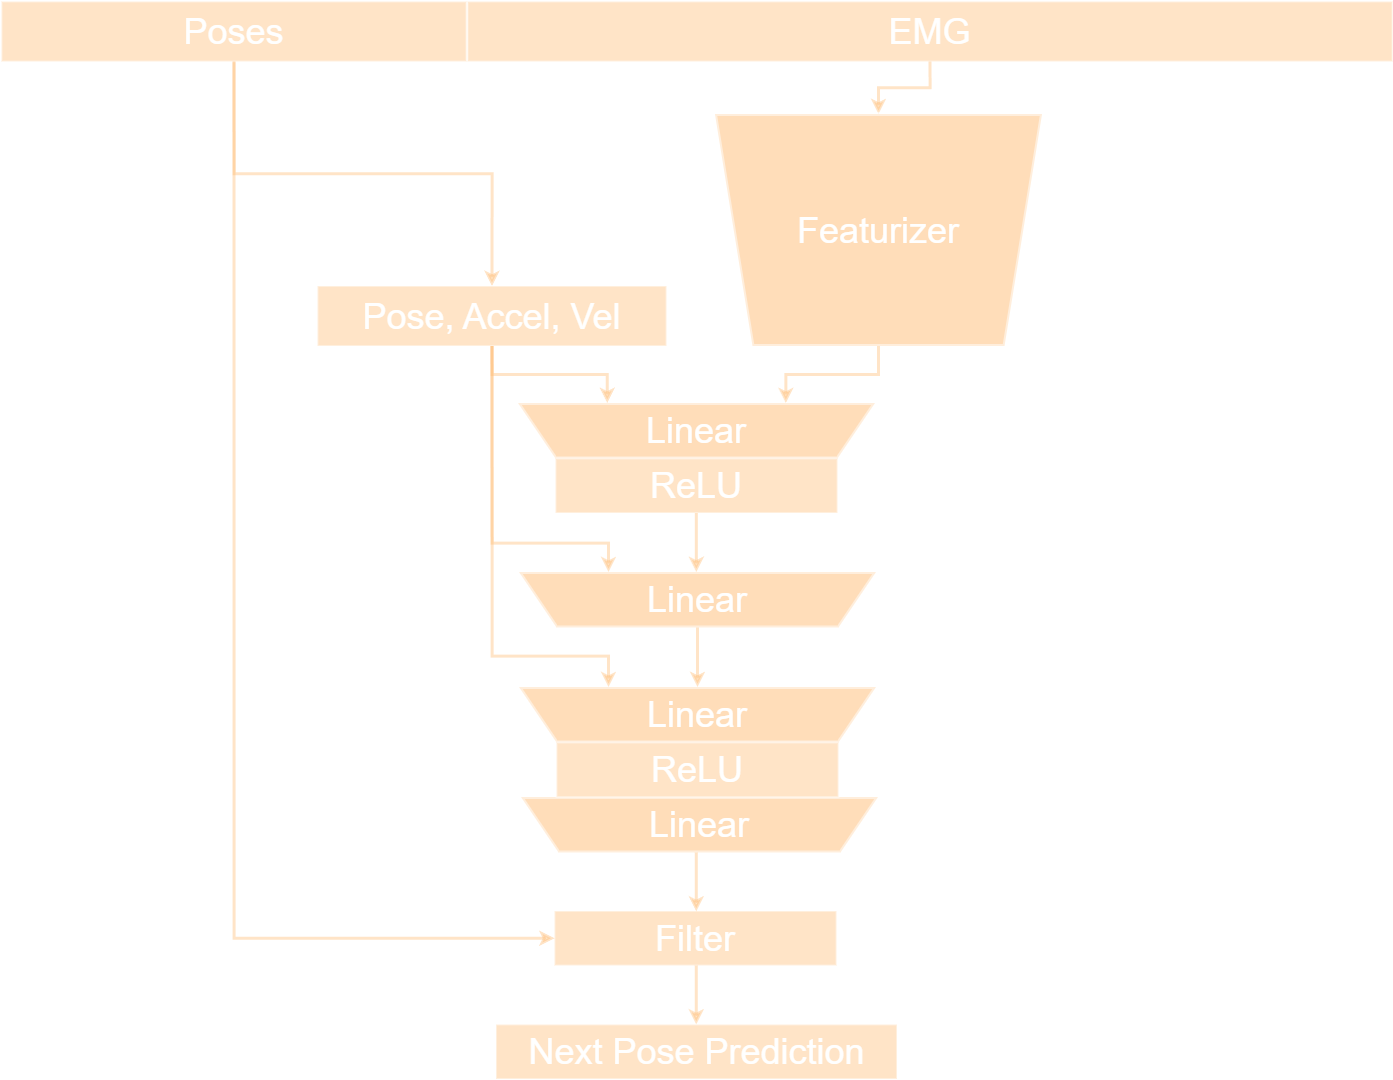 Poses
EMG
Featurizer
Pose, Accel, Vel
Linear
ReLU
Linear
Linear
ReLU
Linear
Filter
Next Pose Prediction